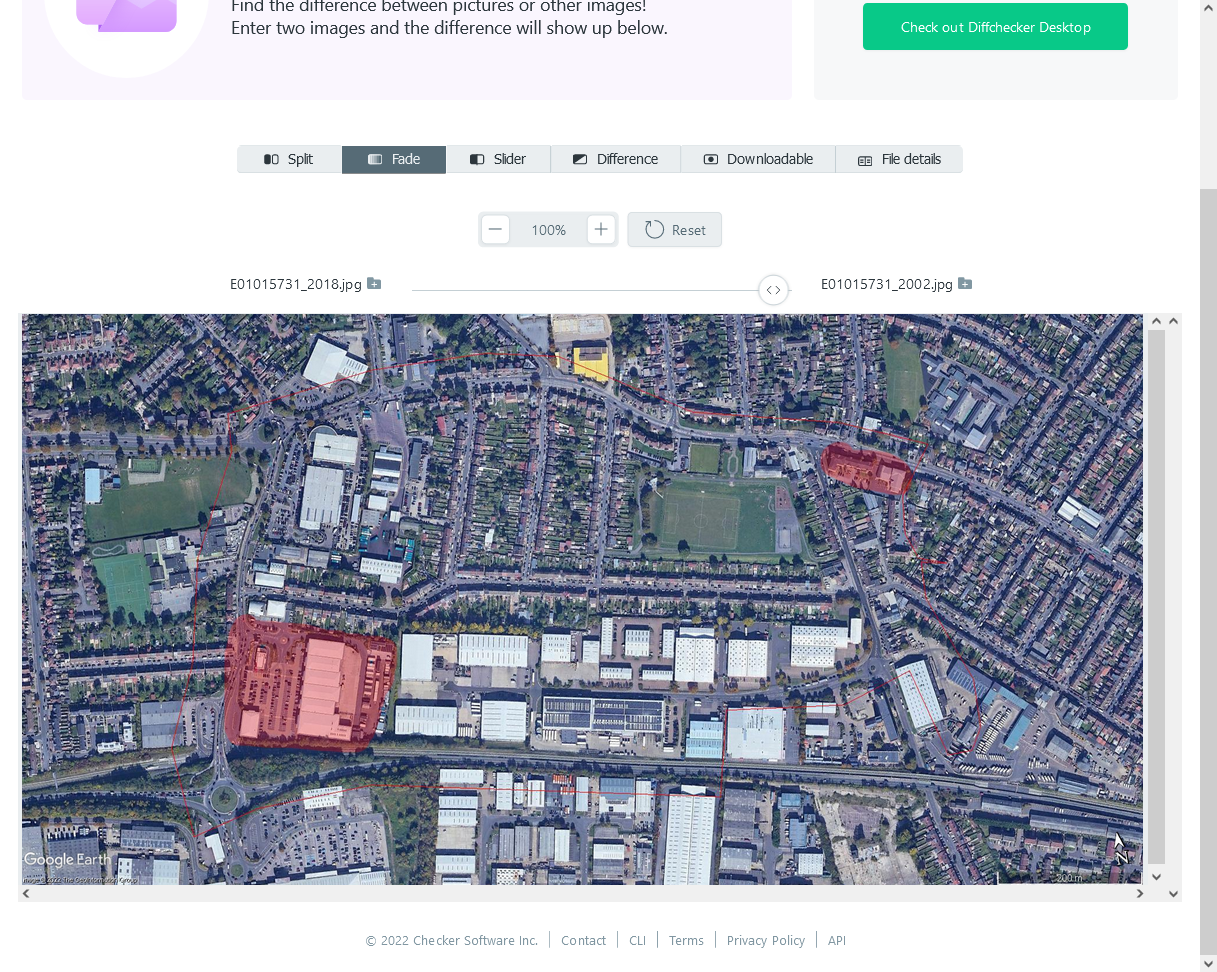 Find the difference between pictures or other images!
Enter two images and the difference will show up below.
Check out Diffchecker Desktop
Split
Fade
Slider
Difference
Downloadable
File details
100%
Reset
E01015731_2018.jpg
E01015731_2002.jpg
Google Earth
Image © 2022 The GeoInformation Group
200 m
N
© 2022 Checker Software Inc.
Contact
CLI
Terms
Privacy Policy
API